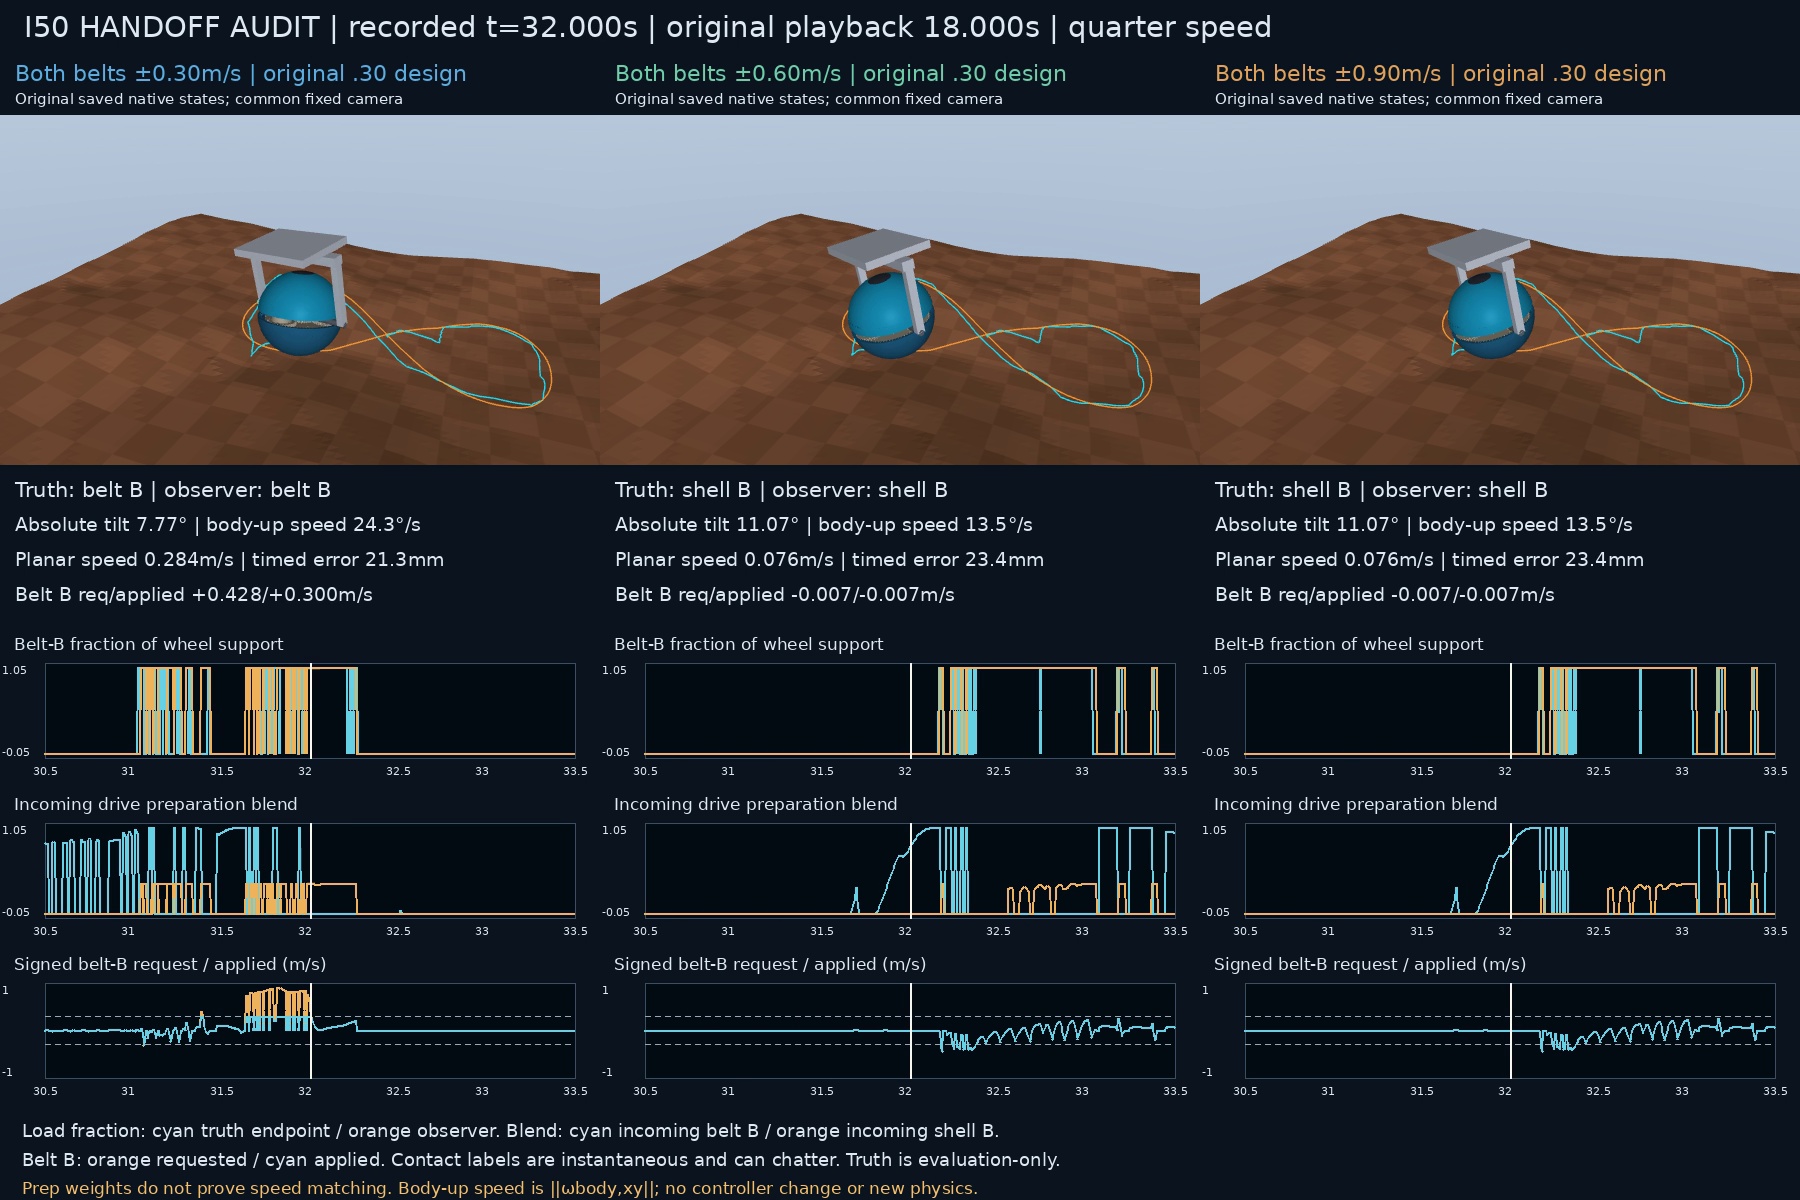 I50 HANDOFF AUDIT | recorded t=32.000s | original playback 18.000s | quarter speed
Both belts ±0.30m/s | original .30 design
Original saved native states; common fixed camera
Both belts ±0.60m/s | original .30 design
Original saved native states; common fixed camera
Both belts ±0.90m/s | original .30 design
Original saved native states; common fixed camera
Truth: belt B | observer: belt B
Absolute tilt 7.77° | body-up speed 24.3°/s
Planar speed 0.284m/s | timed error 21.3mm
Belt B req/applied +0.428/+0.300m/s
Truth: shell B | observer: shell B
Absolute tilt 11.07° | body-up speed 13.5°/s
Planar speed 0.076m/s | timed error 23.4mm
Belt B req/applied -0.007/-0.007m/s
Truth: shell B | observer: shell B
Absolute tilt 11.07° | body-up speed 13.5°/s
Planar speed 0.076m/s | timed error 23.4mm
Belt B req/applied -0.007/-0.007m/s
Belt-B fraction of wheel support
1.05
-0.05
30.5 31 31.5 32 32.5 33 33.5
Belt-B fraction of wheel support
1.05
-0.05
30.5 31 31.5 32 32.5 33 33.5
Belt-B fraction of wheel support
1.05
-0.05
30.5 31 31.5 32 32.5 33 33.5
Incoming drive preparation blend
1.05
-0.05
30.5 31 31.5 32 32.5 33 33.5
Incoming drive preparation blend
1.05
-0.05
30.5 31 31.5 32 32.5 33 33.5
Incoming drive preparation blend
1.05
-0.05
30.5 31 31.5 32 32.5 33 33.5
Signed belt-B request / applied (m/s)
1
-1
30.5 31 31.5 32 32.5 33 33.5
Signed belt-B request / applied (m/s)
1
-1
30.5 31 31.5 32 32.5 33 33.5
Signed belt-B request / applied (m/s)
1
-1
30.5 31 31.5 32 32.5 33 33.5
Load fraction: cyan truth endpoint / orange observer. Blend: cyan incoming belt B / orange incoming shell B.
Belt B: orange requested / cyan applied. Contact labels are instantaneous and can chatter. Truth is evaluation-only.
Prep weights do not prove speed matching. Body-up speed is ||ωbody,xy||; no controller change or new physics.